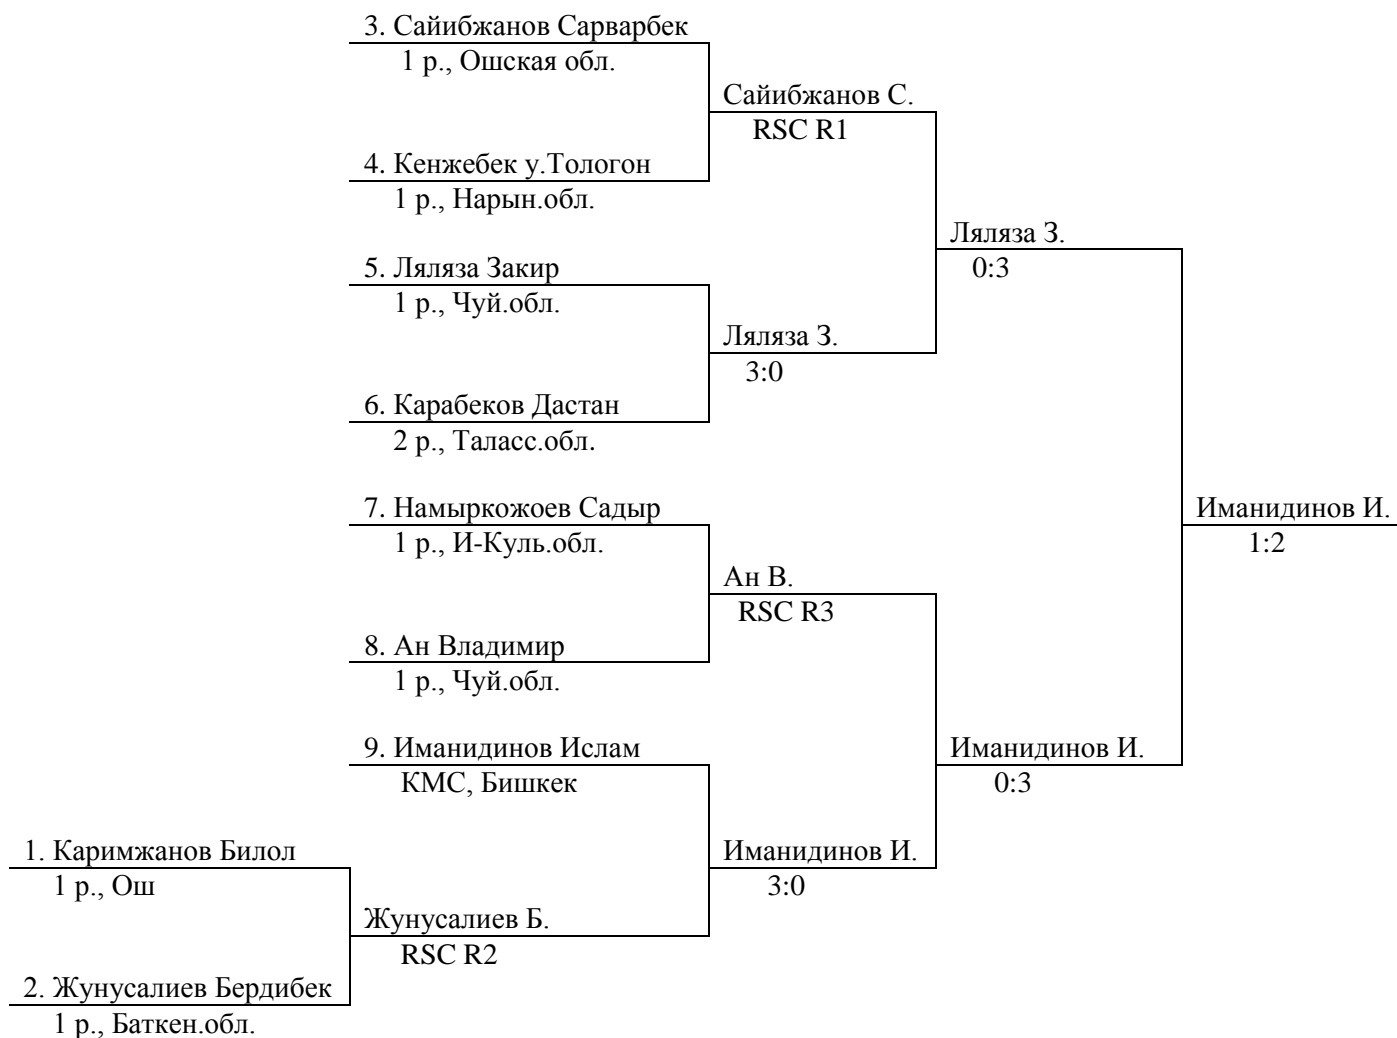 3. Сайибжанов Сарварбек
1 р., Ошская обл.
Сайибжанов С.
RSC R1
4. Кенжебек у.Тологон
1 р., Нарын.обл.
Ляляза З.
0:3
5. Ляляза Закир
1 р., Чуй.обл.
Ляляза З.
3:0
6. Карабеков Дастан
2 р., Таласс.обл.
7. Намыркожоев Садыр
1 р., И-Куль.обл.
Иманидинов И.
1:2
Ан В.
RSC R3
8. Ан Владимир
1 р., Чуй.обл.
9. Иманидинов Ислам
КМС, Бишкек
Иманидинов И.
0:3
1. Каримжанов Билол
1 р., Ош
Иманидинов И.
3:0
Жунусалиев Б.
RSC R2
2. Жунусалиев Бердибек
1 р., Баткен.обл.